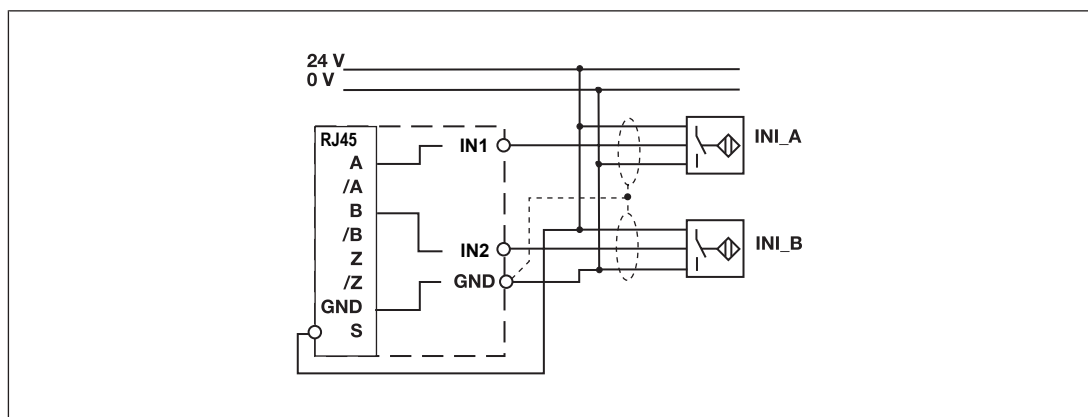 24 V
0 V
RJ45
A
/A
B
/B
Z
/Z
GND
S
IN1
IN2
GND
INI_A
INI_B